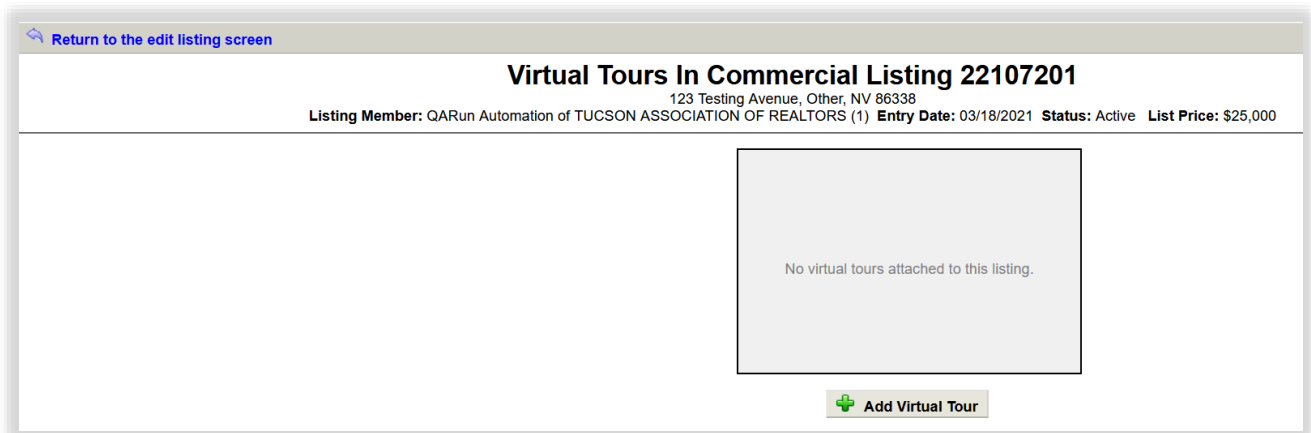 Return to the edit listing screen
Virtual Tours In Commercial Listing 22107201
123 Testing Avenue, Other, NV 86338
Listing Member: QARun Automation of TUCSON ASSOCIATION OF REALTORS (1) Entry Date: 03/18/2021 Status: Active List Price: $25,000
No virtual tours attached to this listing.
Add Virtual Tour